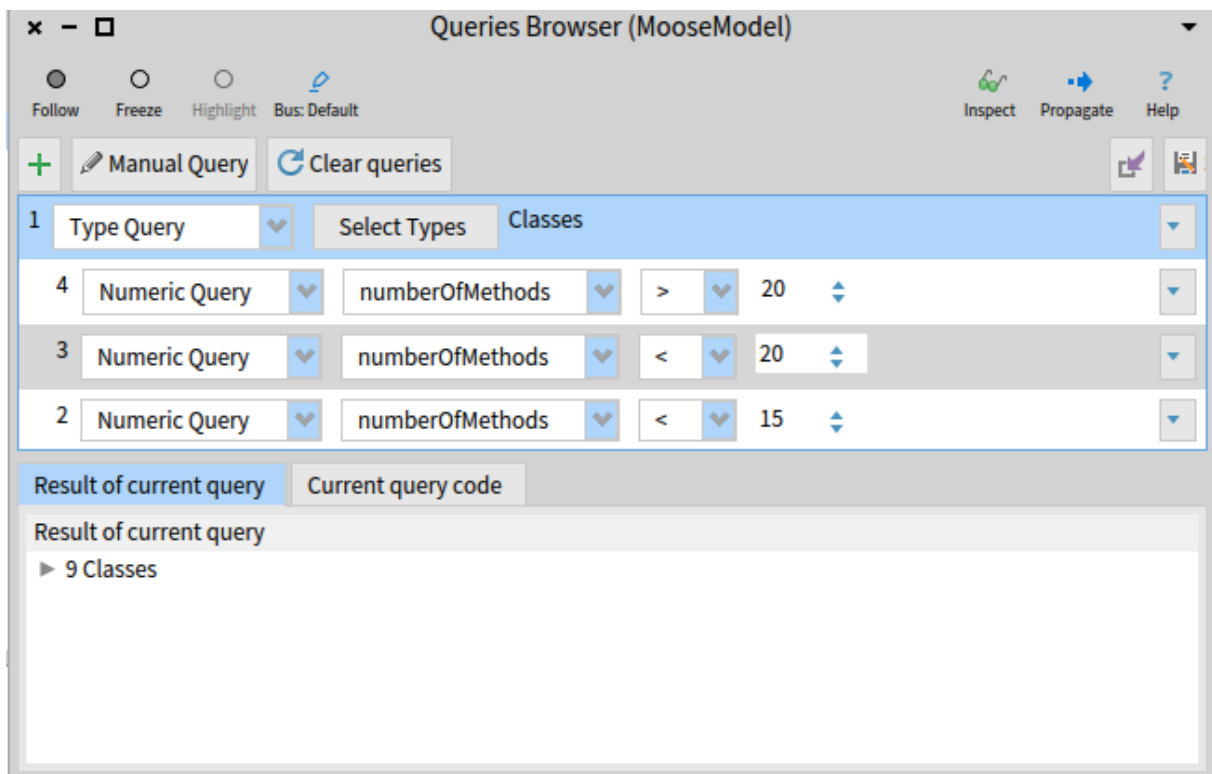 Queries Browser (MooseModel)
Follow Freeze Highlight Bus: Default Inspect Propagate Help
+ Manual Query Clear queries
1 Type Query Select Types Classes
4 Numeric Query numberOfMethods > 20
3 Numeric Query numberOfMethods < 20
2 Numeric Query numberOfMethods < 15
Result of current query Current query code
Result of current query
9 Classes